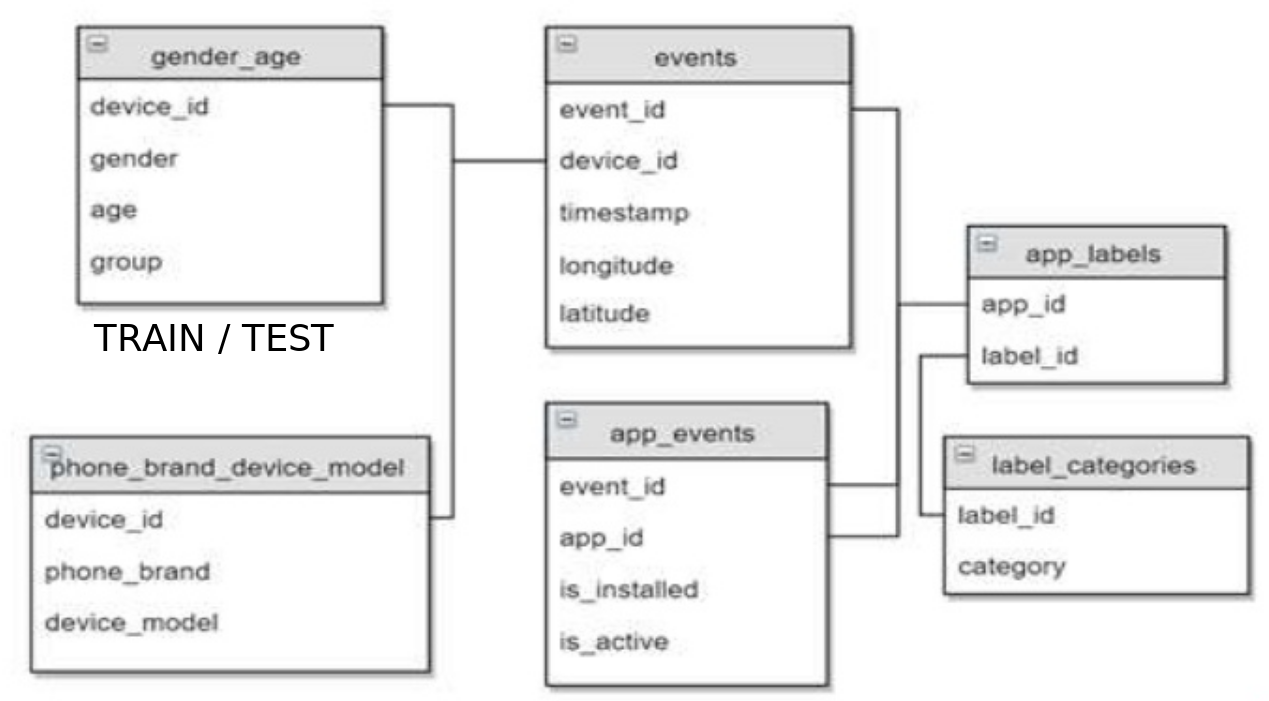 gender_age
device_id
gender
age
group
TRAIN / TEST
phone_brand_device_model
device_id
phone_brand
device_model
events
event_id
device_id
timestamp
longitude
latitude
app_events
event_id
app_id
is_installed
is_active
app_labels
app_id
label_id
label_categories
label_id
category